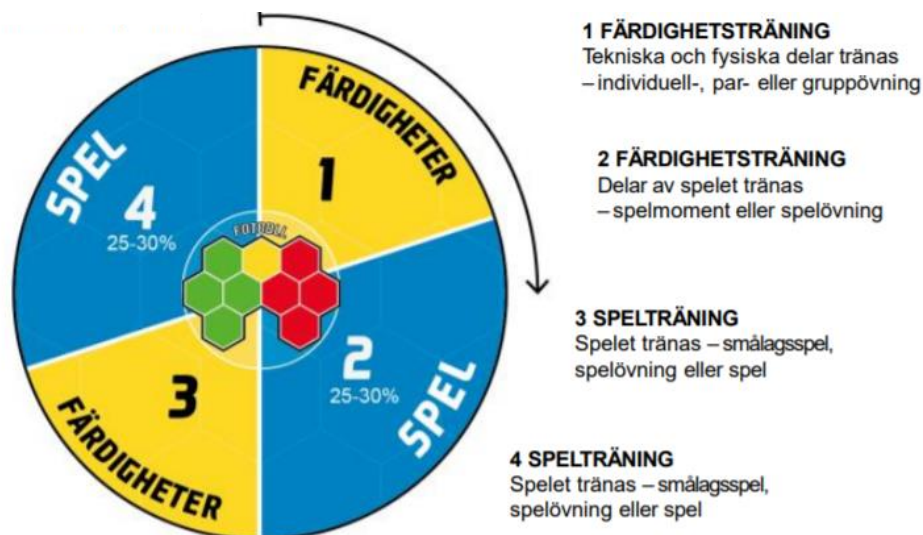 FÄRDIGHETER
1
SPEL
4
25-30%
FOTBOLL
2
25-30%
SPEL
3
FÄRDIGHETER
1 FÄRDIGHETSTRÄNING
Tekniska och fysiska delar tränas
– individuell-, par- eller gruppövning
2 FÄRDIGHETSTRÄNING
Delar av spelet tränas
– spelmoment eller spelövning
3 SPELTRÄNING
Spelet tränas – smålagsspel,
spelövning eller spel
4 SPELTRÄNING
Spelet tränas – smålagsspel,
spelövning eller spel